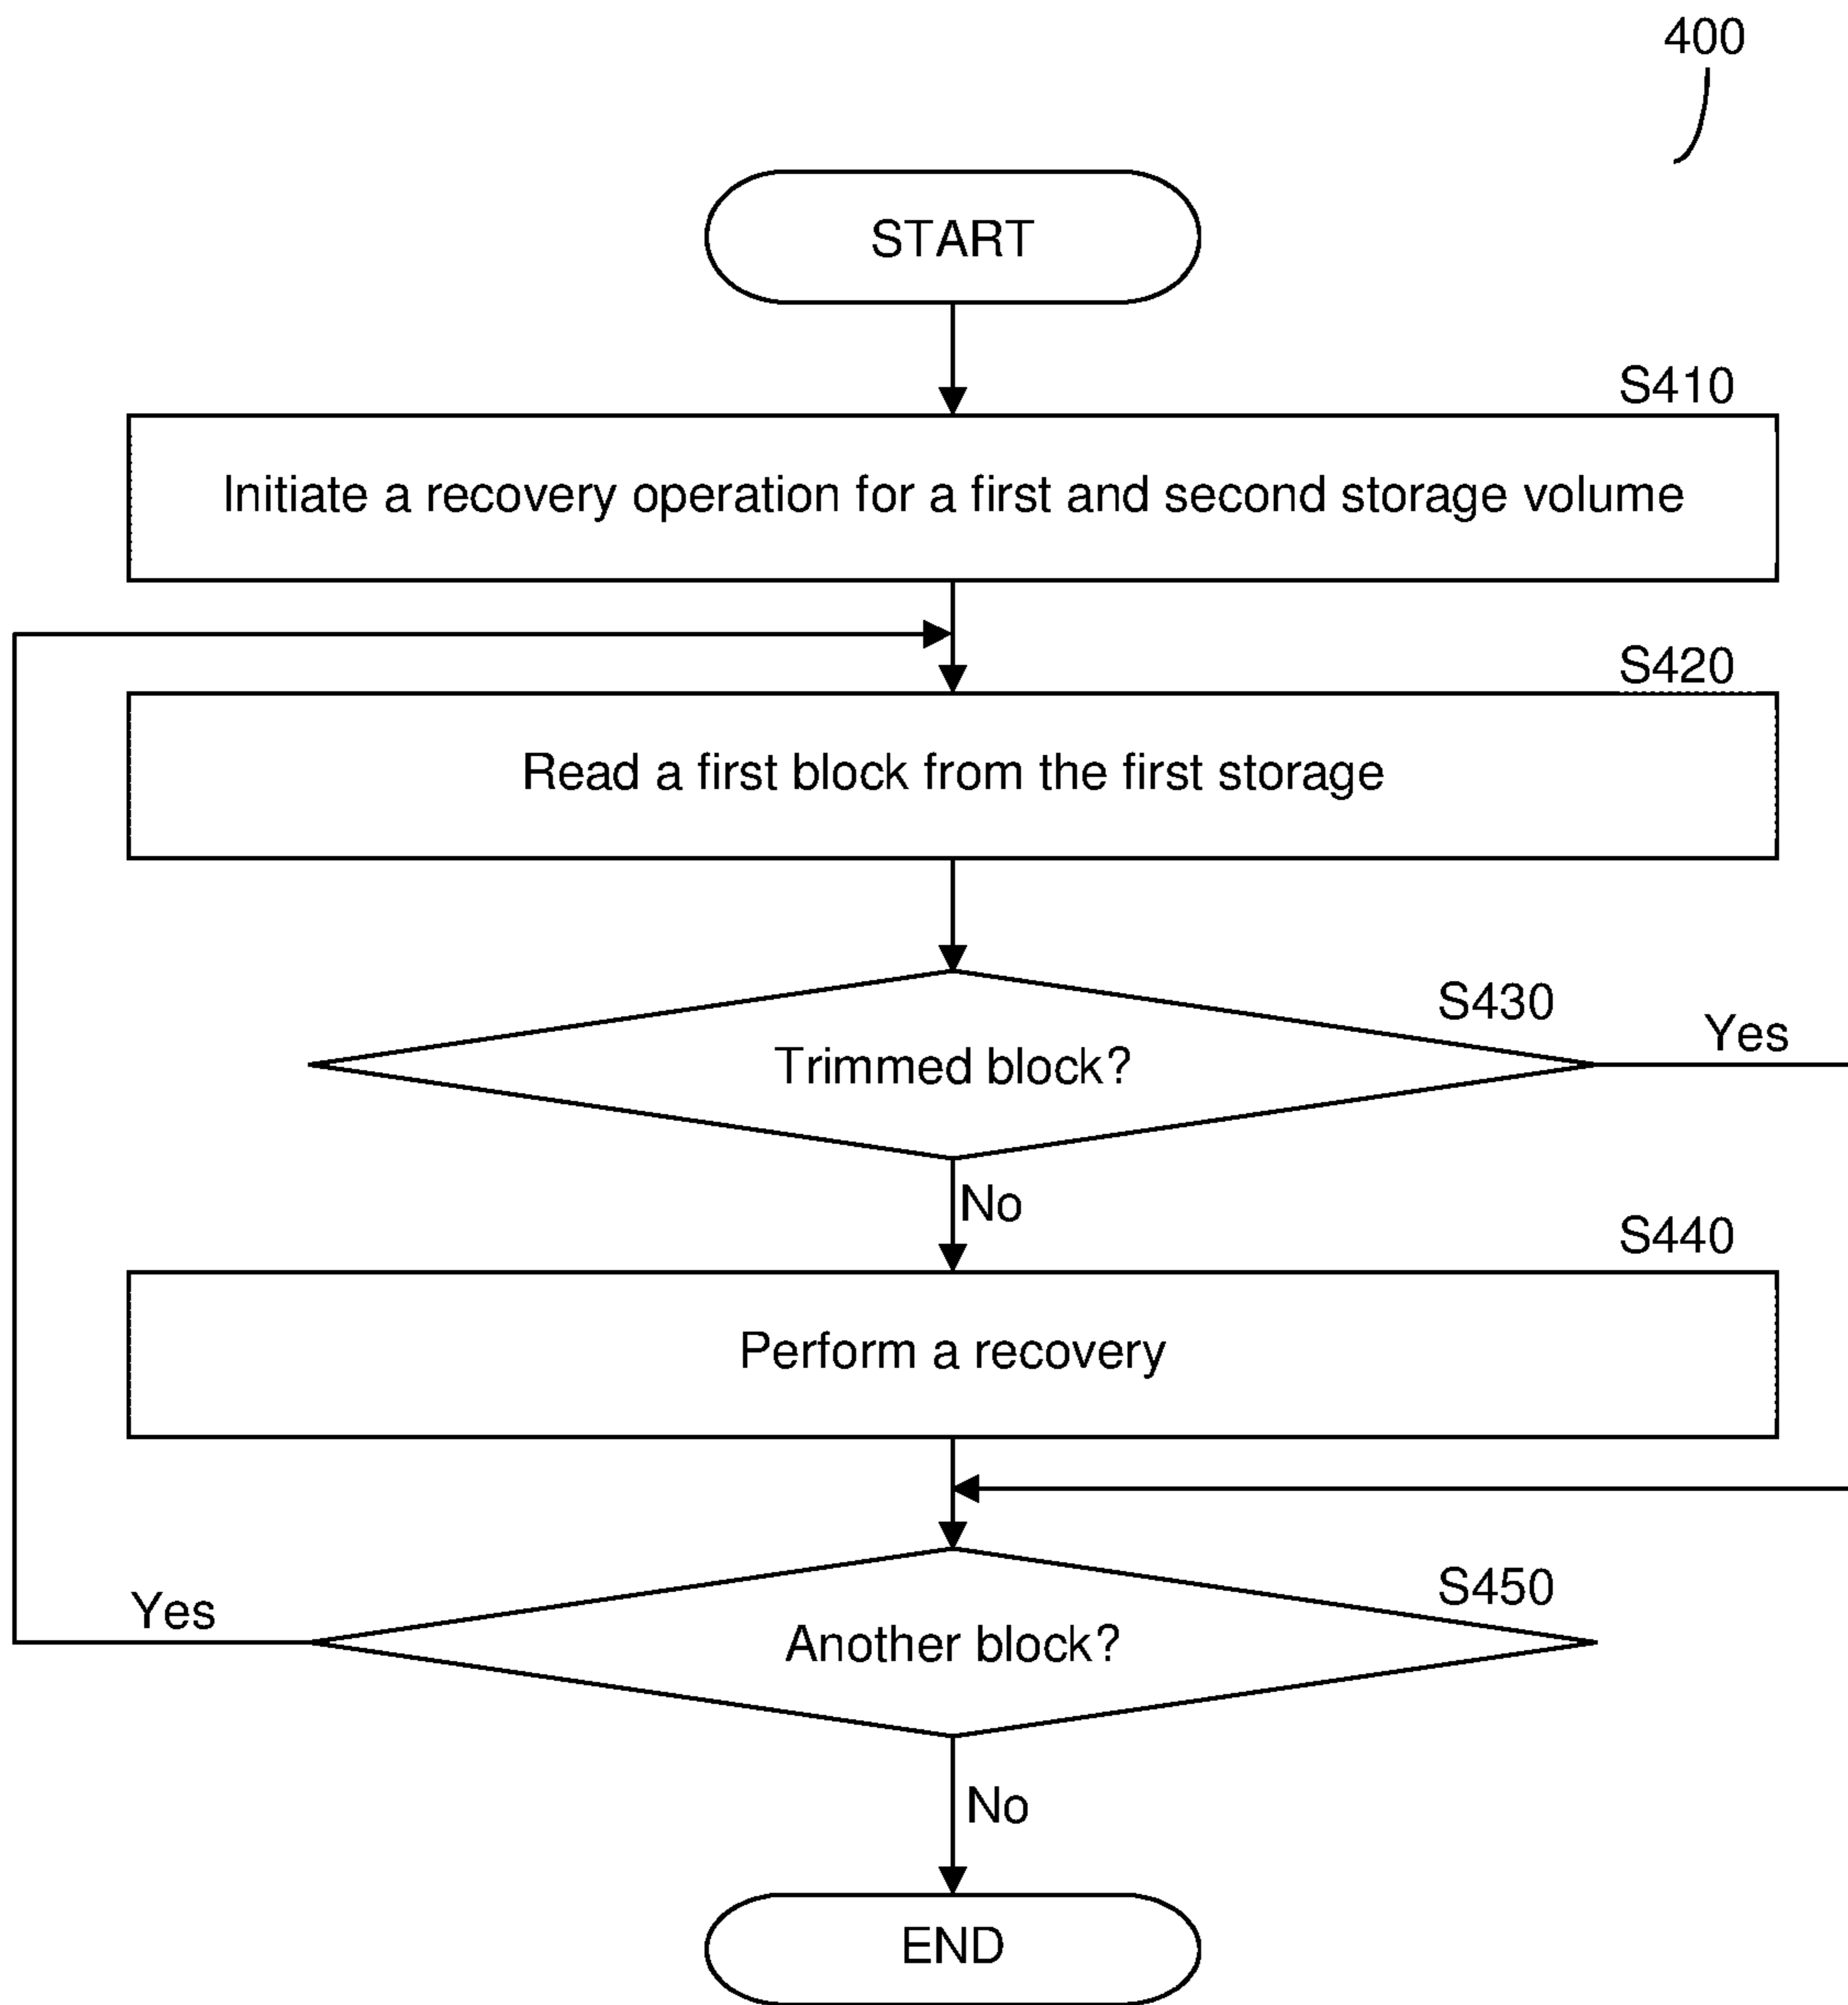 400
START
S410
Initiate a recovery operation for a first and second storage volume
S420
Read a first block from the first storage
S430
Yes
Trimmed block?
No
S440
Perform a recovery
S450
Yes
Another block?
No
END